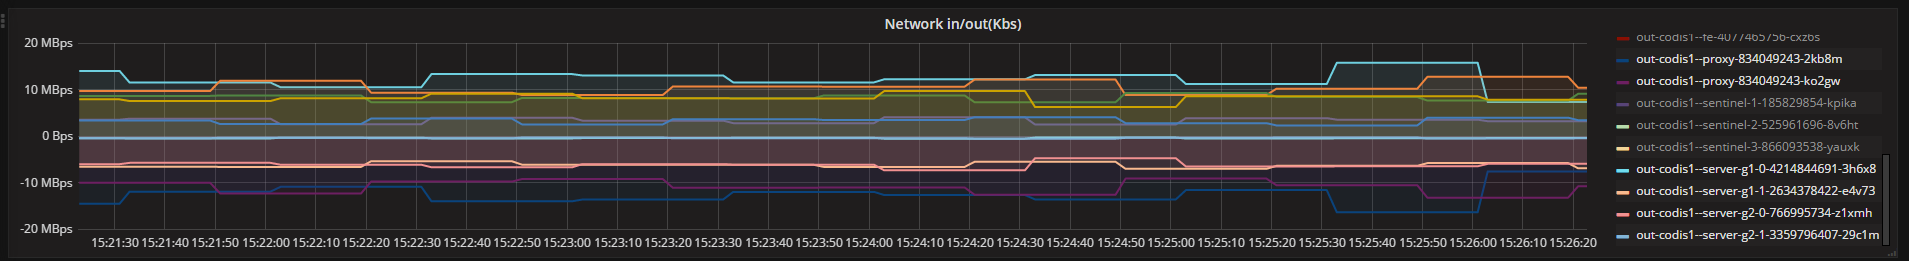 Network in/out(Kbs)
20 MBps
10 MBps
0 Bps
-10 MBps
-20 MBps
15:21:30 15:21:40 15:21:50 15:22:00 15:22:10 15:22:20 15:22:30 15:22:40 15:22:50 15:23:00 15:23:10 15:23:20 15:23:30 15:23:40 15:23:50 15:24:00 15:24:10 15:24:20 15:24:30 15:24:40 15:24:50 15:25:00 15:25:10 15:25:20 15:25:30 15:25:40 15:25:50 15:26:00 15:26:10 15:26:20
out-codis1--fe-4077465756-cxz6s
out-codis1--proxy-834049243-2kb8m
out-codis1--proxy-834049243-ko2gw
out-codis1--sentinel-1-185829854-kpika
out-codis1--sentinel-2-525961696-8v6ht
out-codis1--sentinel-3-866093538-yauxk
out-codis1--server-g1-0-4214844691-3h6x8
out-codis1--server-g1-1-2634378422-e4v73
out-codis1--server-g2-0-766995734-z1xmh
out-codis1--server-g2-1-3359796407-29c1m